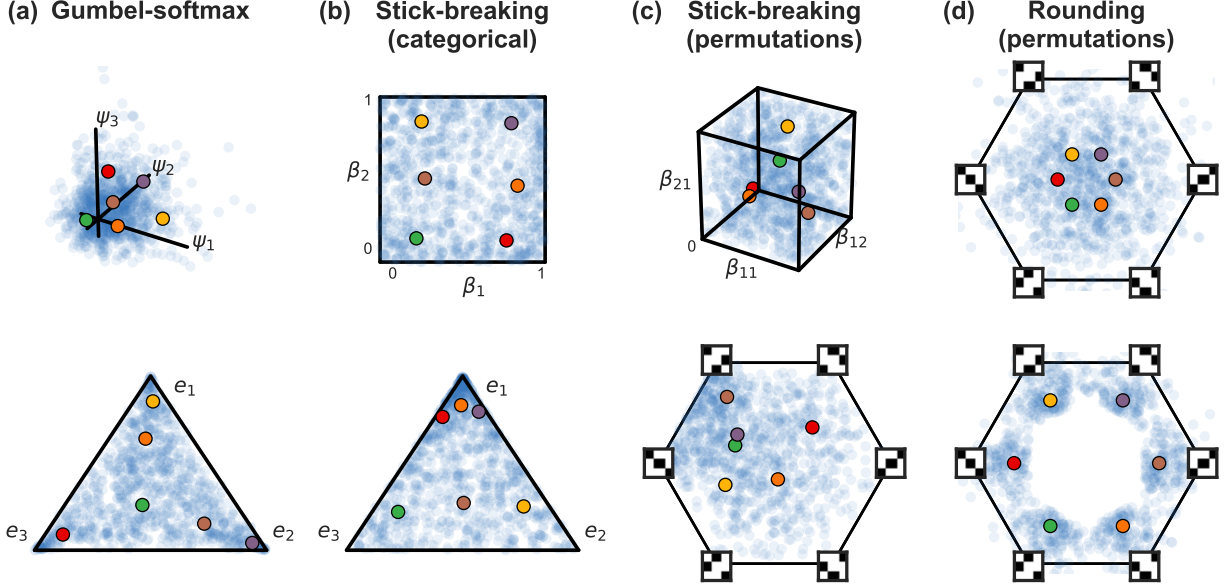 (a) Gumbel-softmax
(b) Stick-breaking
(categorical)
(c) Stick-breaking
(permutations)
(d) Rounding
(permutations)
ψ₃
ψ₂
ψ₁
1
β₂
0
0
1
β₁
β₂₁
0
β₁₁
β₁₂
e₁
e₃
e₂
e₁
e₃
e₂